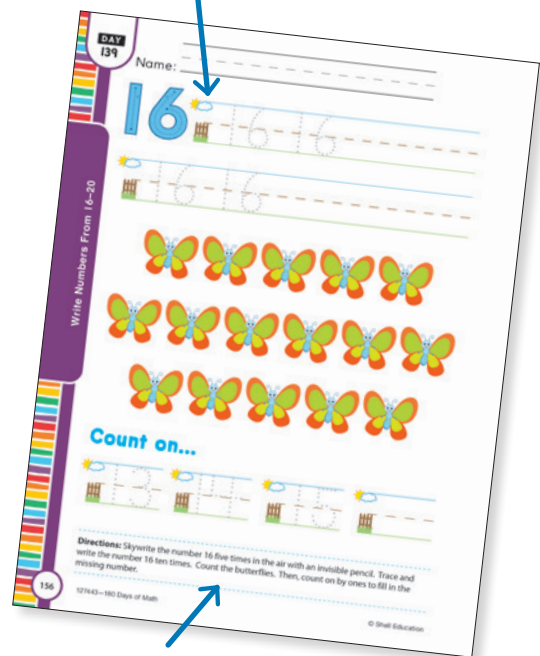 DAY
139
Name:
16
16 16
16 16
Write Numbers From 16–20
Count on...
13 14 15
Directions: Skywrite the number 16 five times in the air with an invisible pencil. Trace and
write the number 16 ten times. Count the butterflies. Then, count on by ones to fill in the
missing number.
156
127643—180 Days of Math
© Shell Education